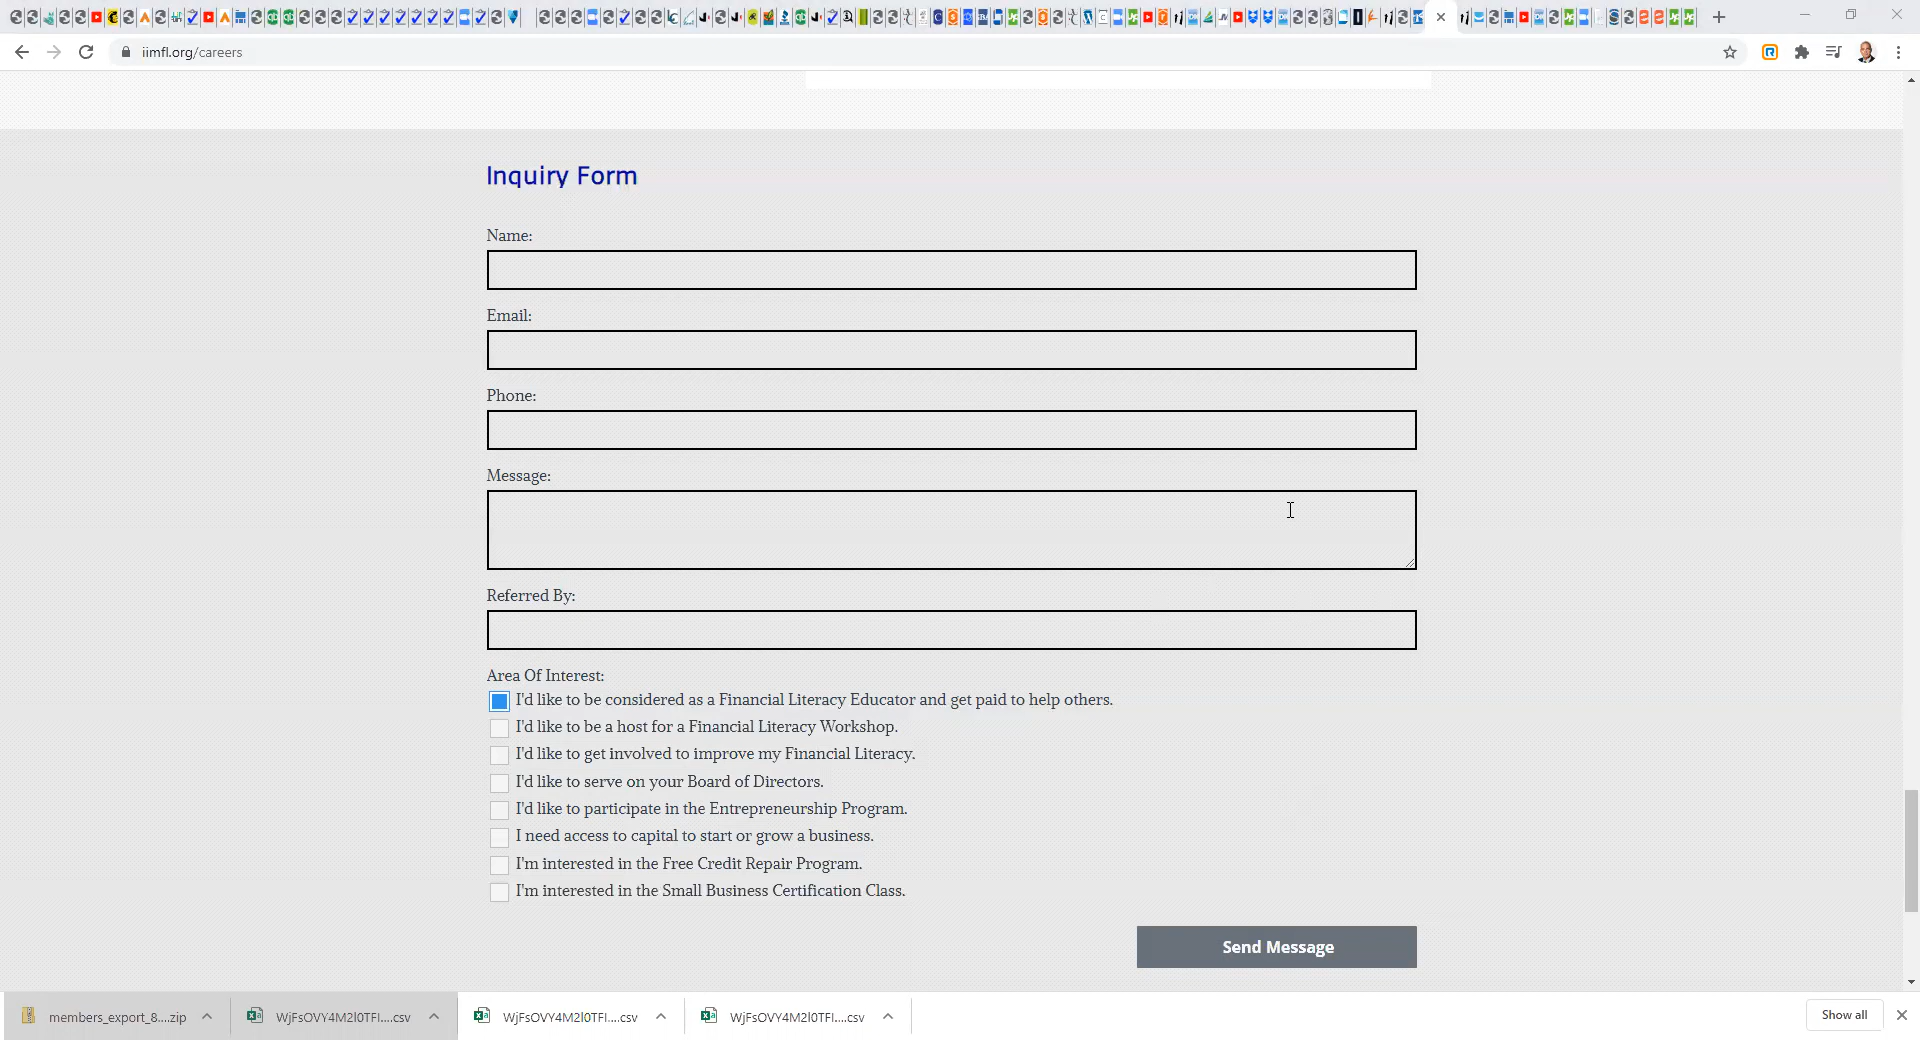 iimfl.org/careers
Inquiry Form
Name:
Email:
Phone:
Message:
Referred By:
Area Of Interest:
I'd like to be considered as a Financial Literacy Educator and get paid to help others.
I'd like to be a host for a Financial Literacy Workshop.
I'd like to get involved to improve my Financial Literacy.
I'd like to serve on your Board of Directors.
I'd like to participate in the Entrepreneurship Program.
I need access to capital to start or grow a business.
I'm interested in the Free Credit Repair Program.
I'm interested in the Small Business Certification Class.
Send Message
members_export_8....zip WjFsOVY4M2l0TFI....csv WjFsOVY4M2l0TFI....csv WjFsOVY4M2l0TFI....csv Show all